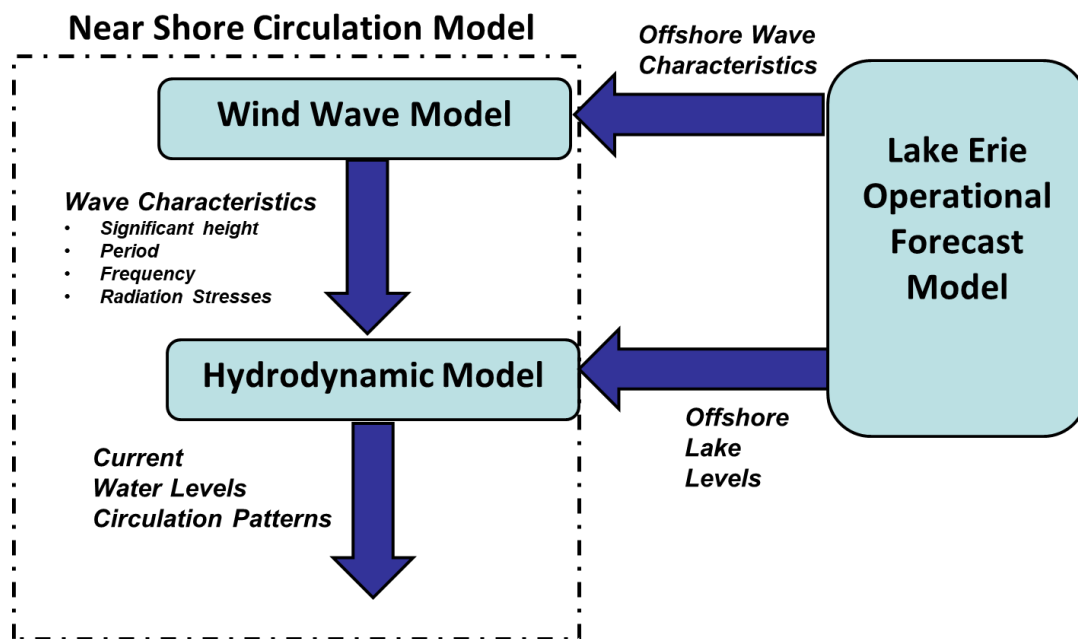 Near Shore Circulation Model
Offshore Wave
Characteristics
Wind Wave Model
Lake Erie
Operational
Forecast
Model
Wave Characteristics
• Significant height
• Period
• Frequency
• Radiation Stresses
Hydrodynamic Model
Offshore
Lake
Levels
Current
Water Levels
Circulation Patterns